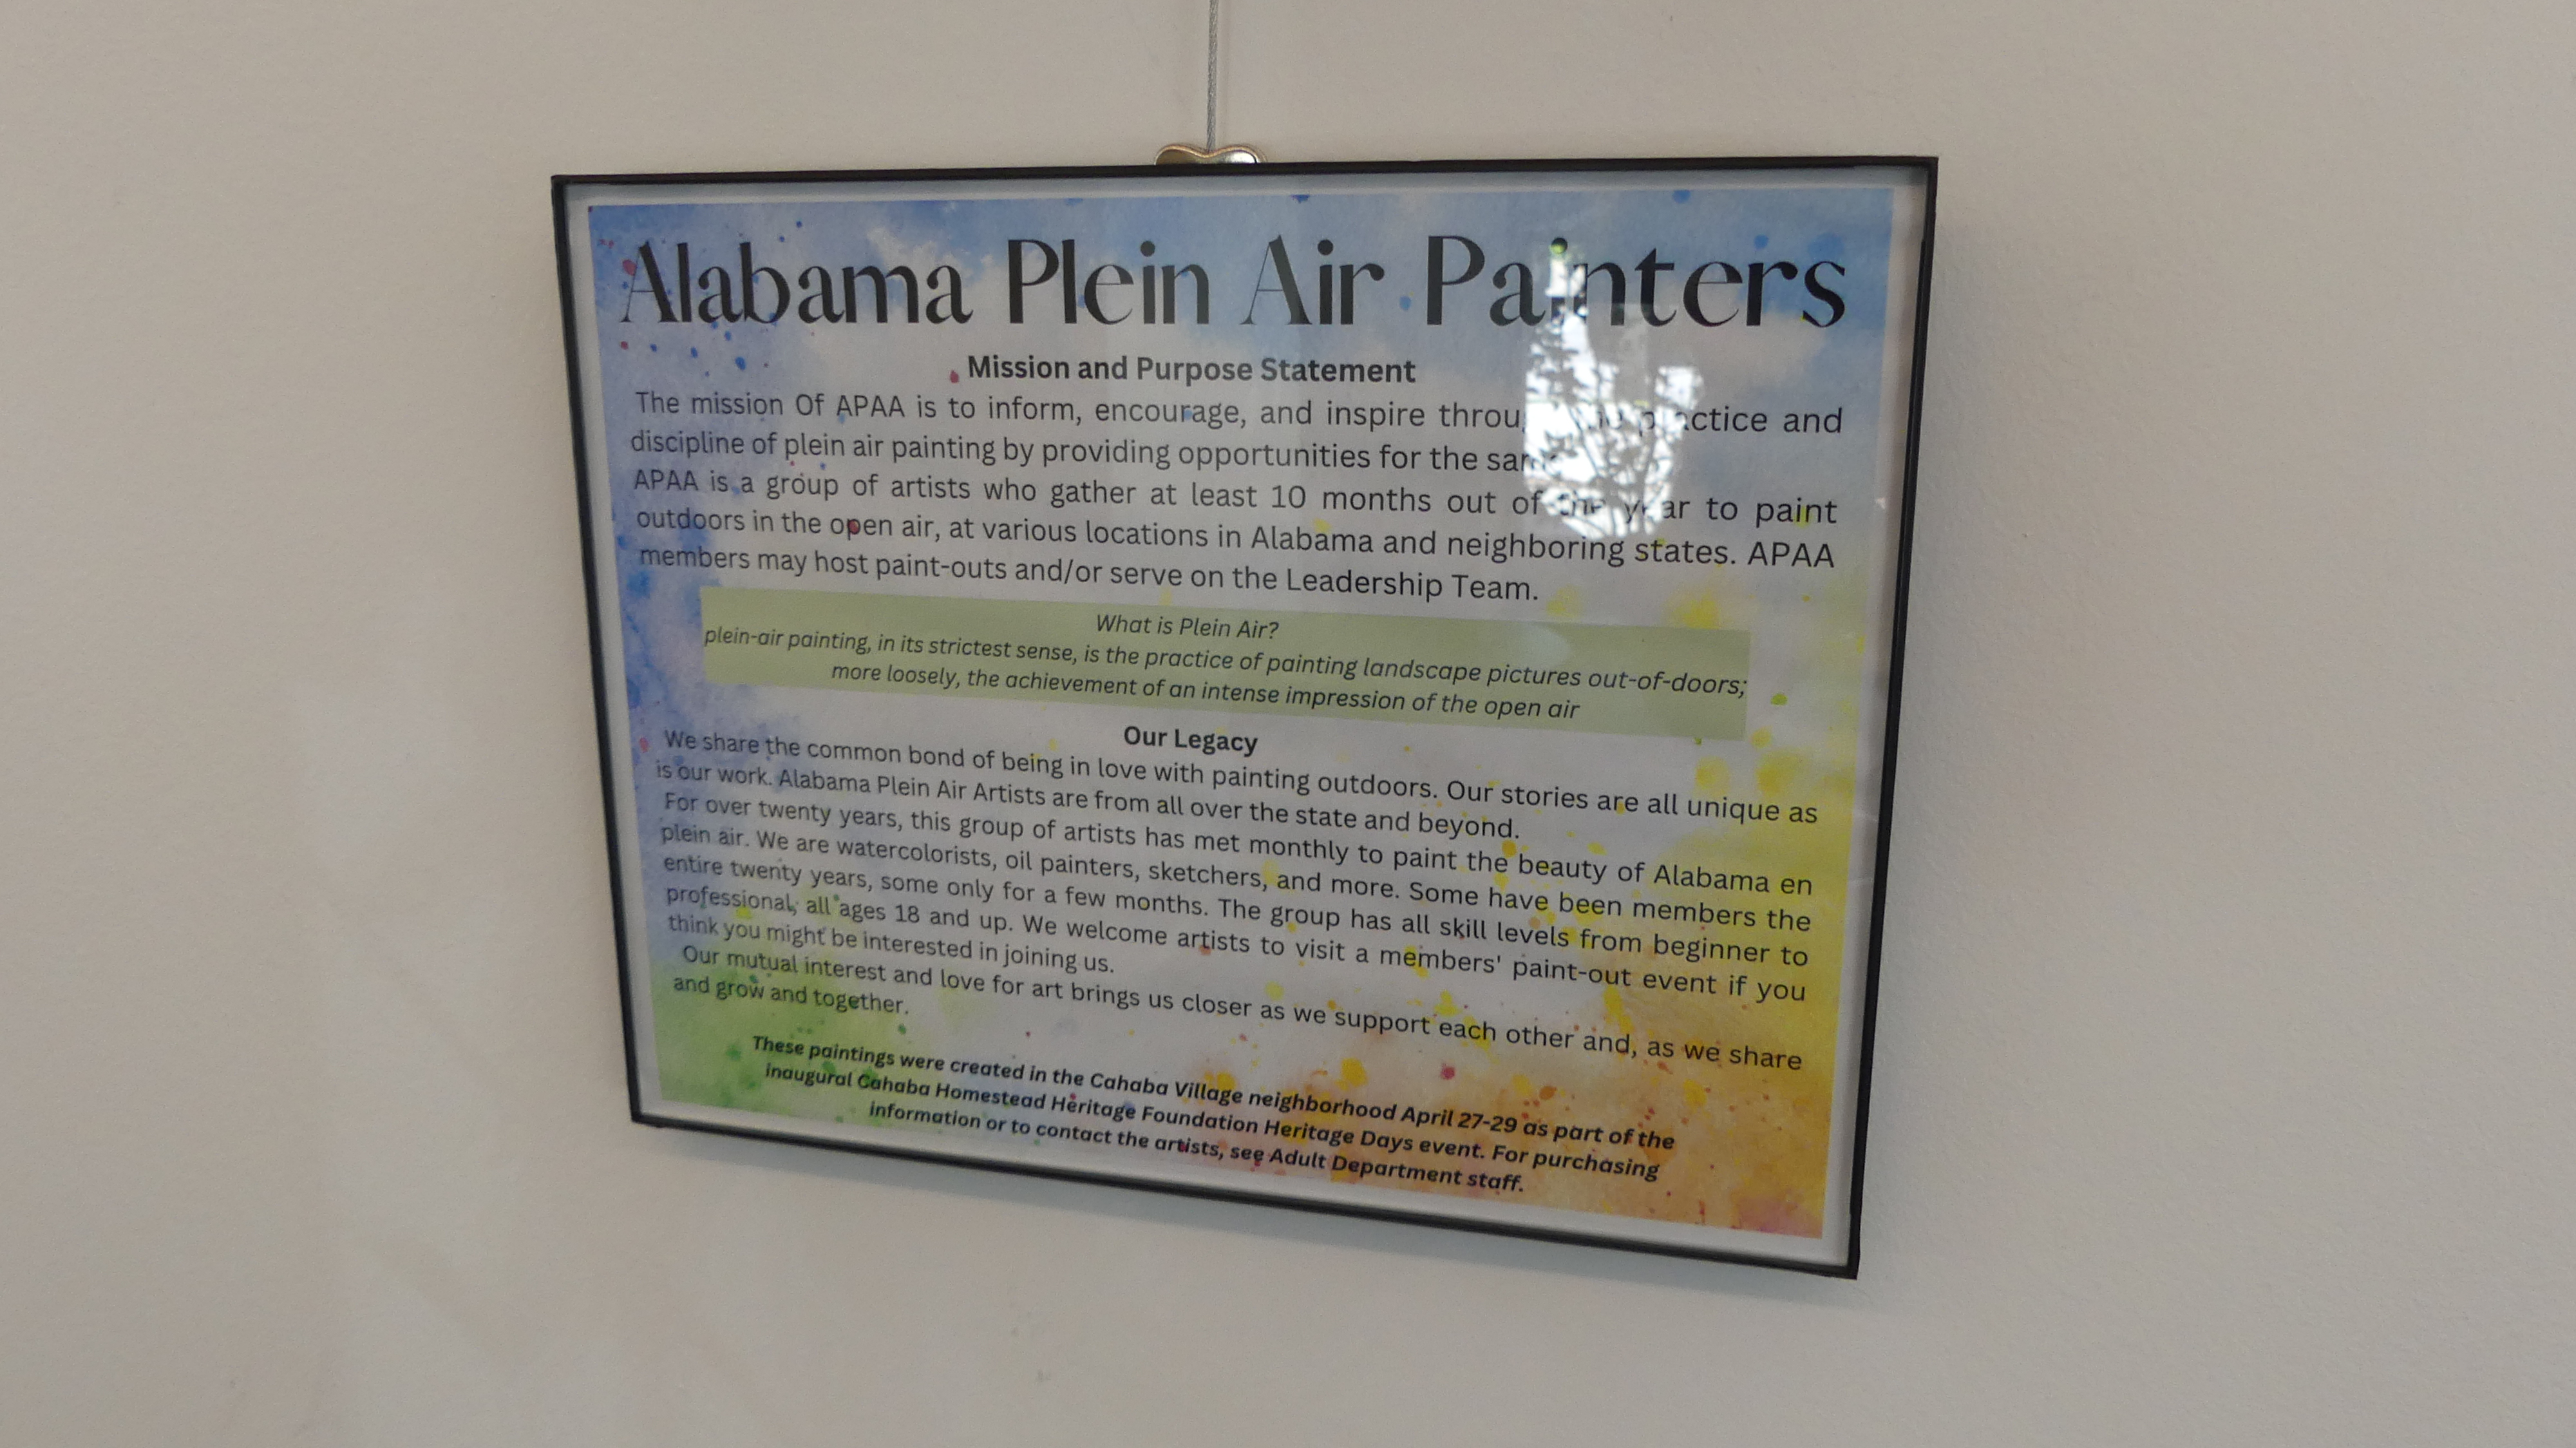 Alabama Plein Air Painters
Mission and Purpose Statement
The mission Of APAA is to inform, encourage, and inspire through the practice and
discipline of plein air painting by providing opportunities for the
APAA is a group of artists who gather at least 10 months out of the year to paint
outdoors in the open air, at various locations in Alabama and neighboring states. APAA
members may host paint-outs and/or serve on the Leadership Team.
What is Plein Air?
plein-air painting, in its strictest sense, is the practice of painting landscape pictures out-of-doors;
more loosely, the achievement of an intense impression of the open air
Our Legacy
We share the common bond of being in love with painting outdoors. Our stories are all unique as
is our work. Alabama Plein Air Artists are from all over the state and beyond.
For over twenty years, this group of artists has met monthly to paint the beauty of Alabama en
plein air. We are watercolorists, oil painters, sketchers, and more. Some have been members the
entire twenty years, some only for a few months. The group has all skill levels from beginner to
professional, all ages 18 and up. We welcome artists to visit a members' paint-out event if you
think you might be interested in joining us.
Our mutual interest and love for art brings us closer as we support each other and, as we share
and grow and together.
These paintings were created in the Cahaba Village neighborhood April 27-29 as part of the
inaugural Cahaba Homestead Heritage Foundation Heritage Days event. For purchasing
information or to contact the artists, see Adult Department staff.